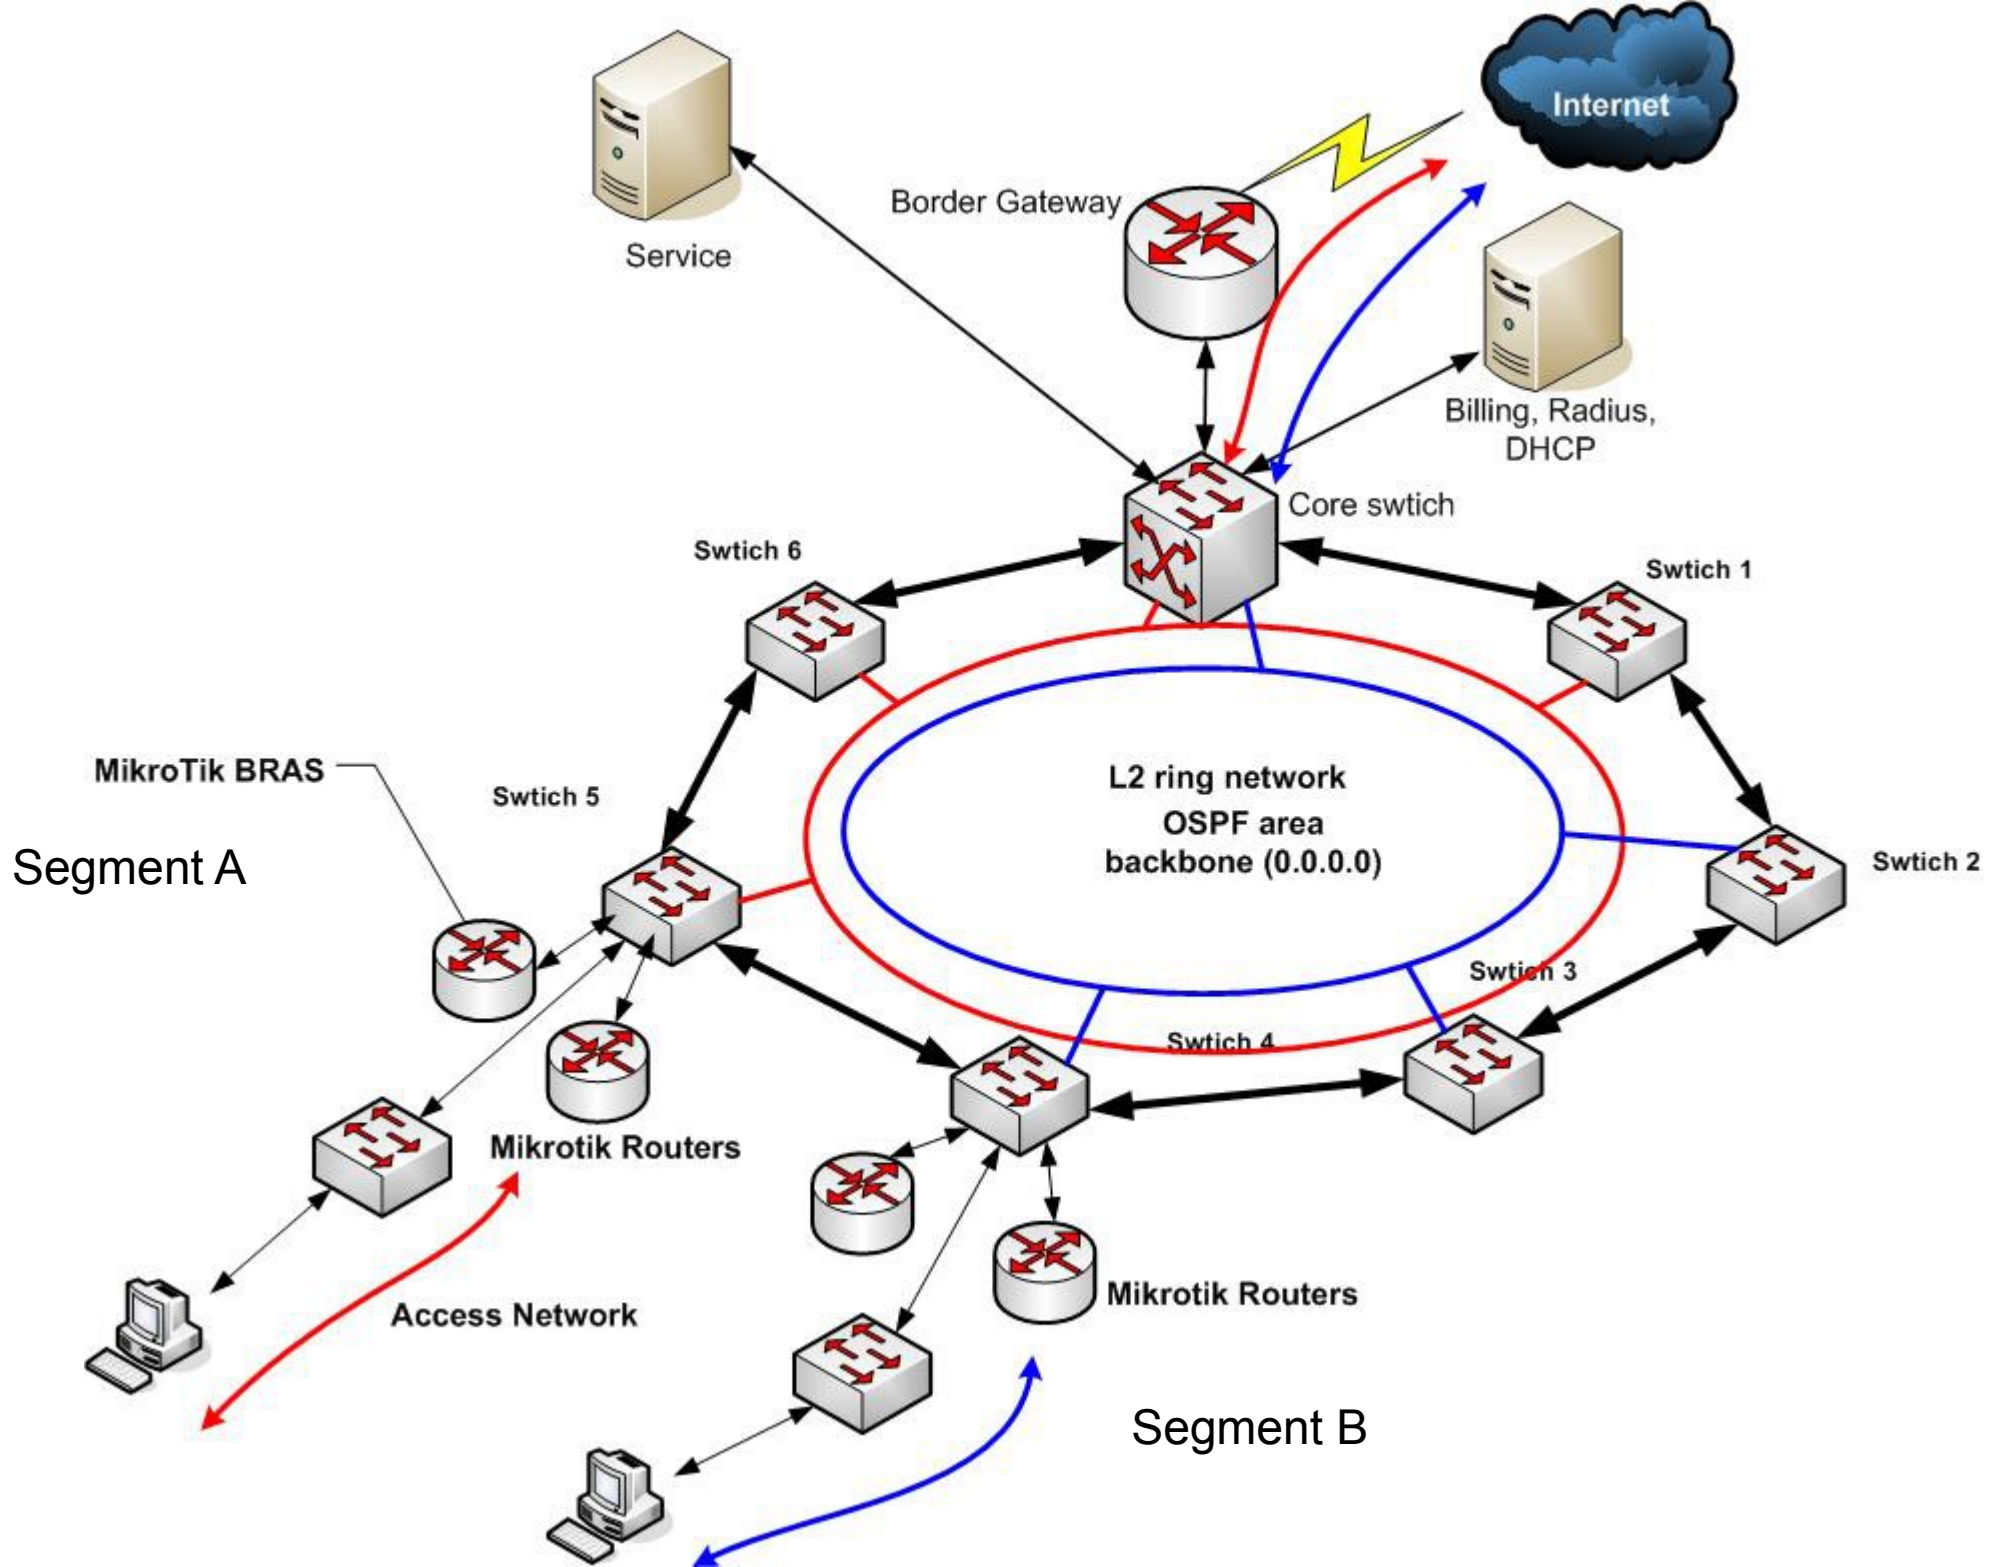 Internet
Border Gateway
Service
Billing, Radius,
DHCP
Core swtich
Swtich 6
Swtich 1
MikroTik BRAS
Swtich 5
L2 ring network
OSPF area
backbone (0.0.0.0)
Segment A
Swtich 2
Swtich 3
Swtich 4
Mikrotik Routers
Mikrotik Routers
Access Network
Segment B